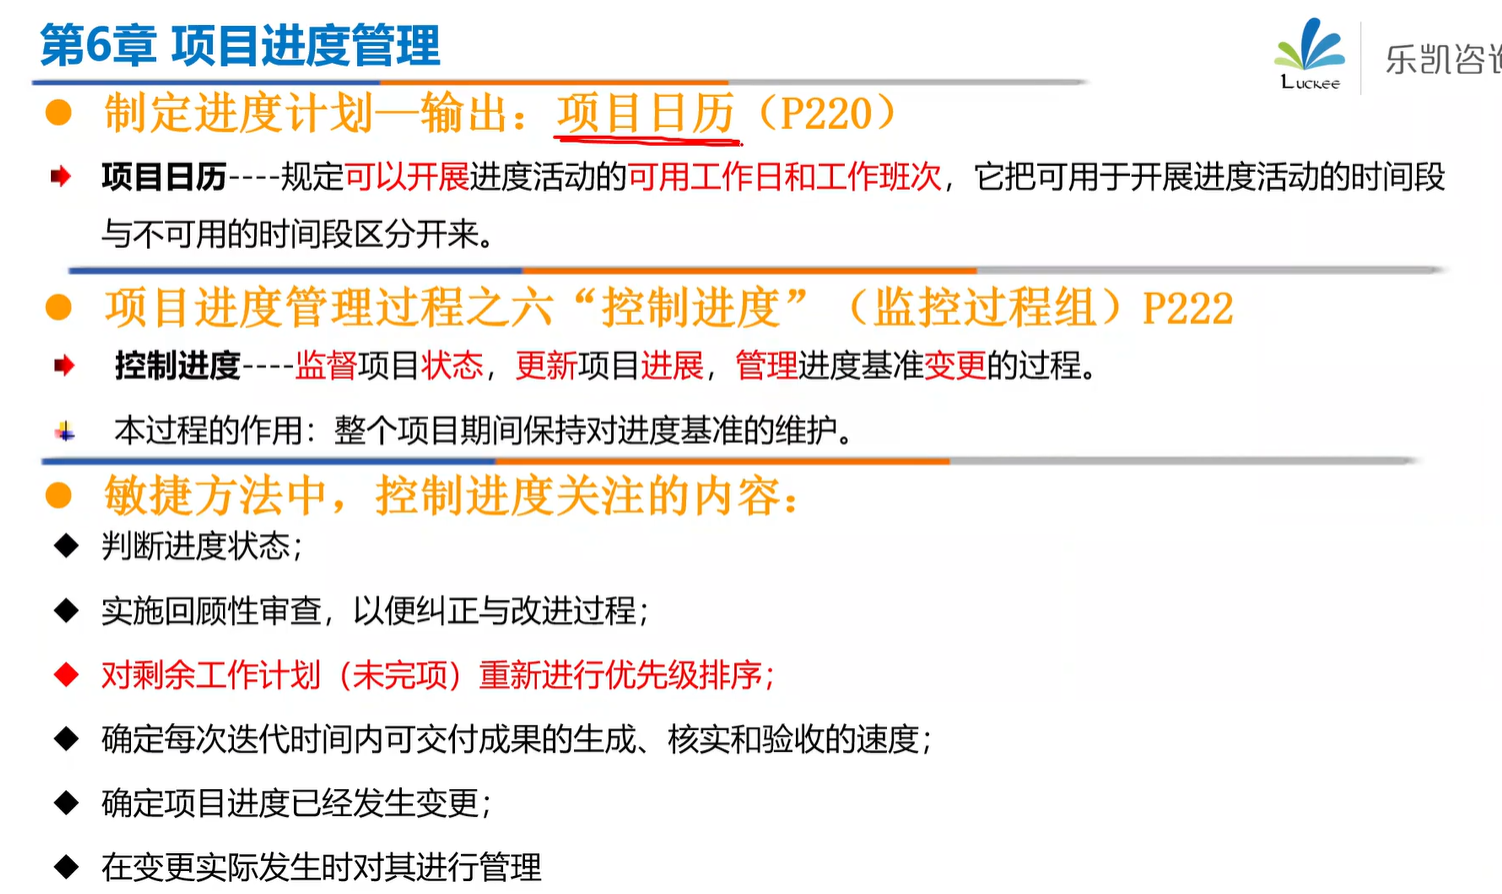 第6章 项目进度管理
Luckee
乐凯咨
制定进度计划—输出：项目日历（P220）
项目日历----规定可以开展进度活动的可用工作日和工作班次，它把可用于开展进度活动的时间段
与不可用的时间段区分开来。
项目进度管理过程之六“控制进度”（监控过程组）P222
控制进度----监督项目状态，更新项目进展，管理进度基准变更的过程。
本过程的作用：整个项目期间保持对进度基准的维护。
敏捷方法中，控制进度关注的内容：
判断进度状态；
实施回顾性审查，以便纠正与改进过程；
对剩余工作计划（未完项）重新进行优先级排序；
确定每次迭代时间内可交付成果的生成、核实和验收的速度；
确定项目进度已经发生变更；
在变更实际发生时对其进行管理